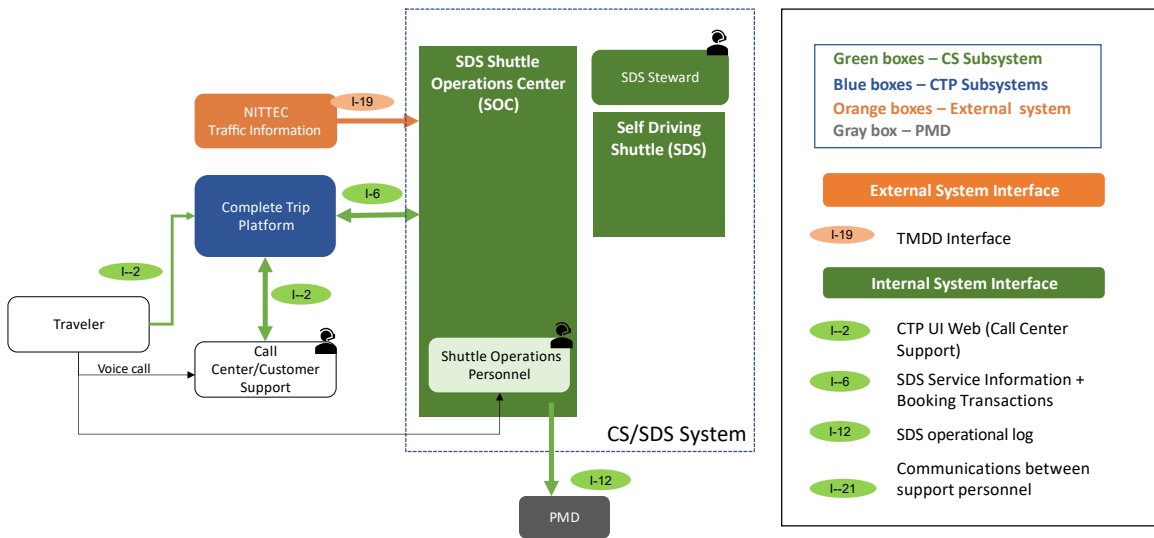 SDS Shuttle
Operations Center
(SOC)
SDS Steward
Self Driving
Shuttle (SDS)
I-19
NITTEC
Traffic Information
I-6
Complete Trip
Platform
I--2
I--2
Traveler
Voice call
Call
Center/Customer
Support
Shuttle Operations
Personnel
CS/SDS System
I-12
PMD
Green boxes – CS Subsystem
Blue boxes – CTP Subsystems
Orange boxes – External  system
Gray box – PMD
External System Interface
I-19
TMDD Interface
Internal System Interface
I--2
CTP UI Web (Call Center
Support)
I--6
SDS Service Information +
Booking Transactions
I-12
SDS operational log
I--21
Communications between
support personnel